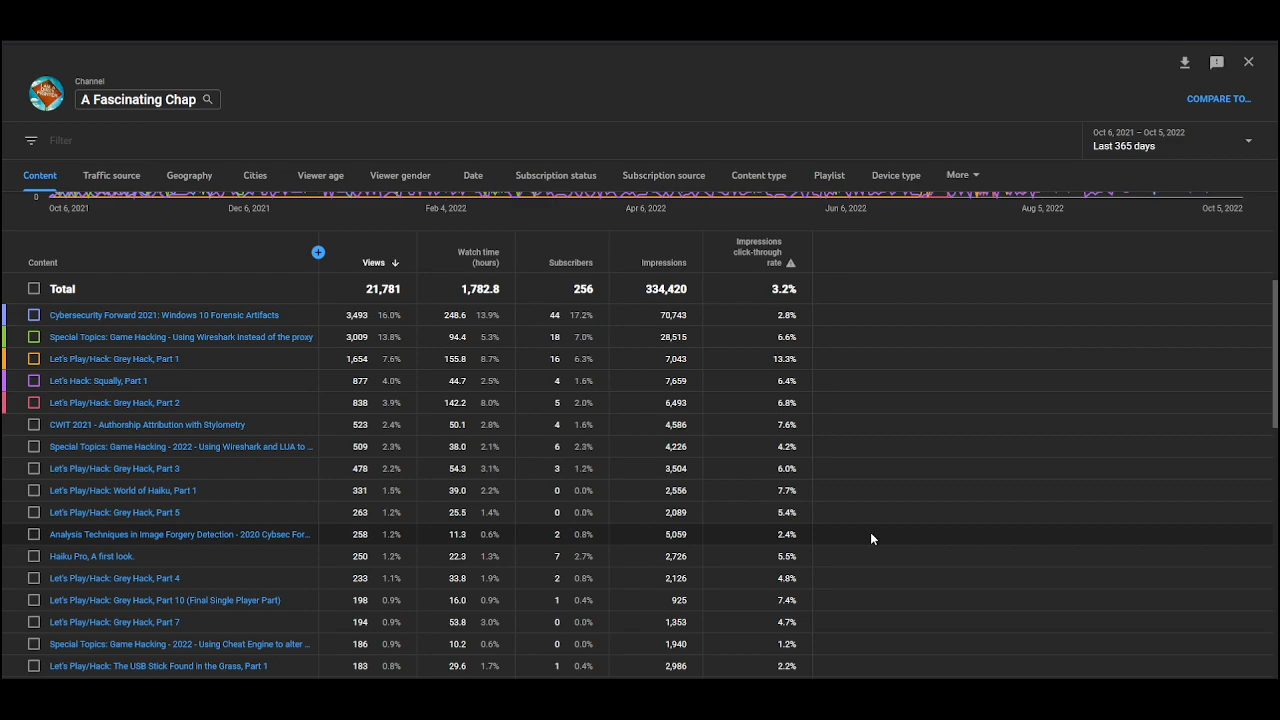 Channel
A Fascinating Chap
COMPARE TO...
Filter
Oct 6, 2021 – Oct 5, 2022
Last 365 days
Content Traffic source Geography Cities Viewer age Viewer gender Date Subscription status Subscription source Content type Playlist Device type More
0
Oct 6, 2021 Dec 6, 2021 Feb 4, 2022 Apr 6, 2022 Jun 6, 2022 Aug 5, 2022 Oct 5, 2022
Content Views Watch time (hours) Subscribers Impressions Impressions click-through rate
Total 21,781 1,782.8 256 334,420 3.2%
Cybersecurity Forward 2021: Windows 10 Forensic Artifacts 3,493 16.0% 248.6 13.9% 44 17.2% 70,743 2.8%
Special Topics: Game Hacking - Using Wireshark instead of the proxy 3,009 13.8% 94.4 5.3% 18 7.0% 28,515 6.6%
Let's Play/Hack: Grey Hack, Part 1 1,654 7.6% 155.8 8.7% 16 6.3% 7,043 13.3%
Let's Hack: Squally, Part 1 877 4.0% 44.7 2.5% 4 1.6% 7,659 6.4%
Let's Play/Hack: Grey Hack, Part 2 838 3.9% 142.2 8.0% 5 2.0% 6,493 6.8%
CWIT 2021 - Authorship Attribution with Stylometry 523 2.4% 50.1 2.8% 4 1.6% 4,586 7.6%
Special Topics: Game Hacking - 2022 - Using Wireshark and LUA to ... 509 2.3% 38.0 2.1% 6 2.3% 4,226 4.2%
Let's Play/Hack: Grey Hack, Part 3 478 2.2% 54.3 3.1% 3 1.2% 3,504 6.0%
Let's Play/Hack: World of Haiku, Part 1 331 1.5% 39.0 2.2% 0 0.0% 2,556 7.7%
Let's Play/Hack: Grey Hack, Part 5 263 1.2% 25.5 1.4% 0 0.0% 2,089 5.4%
Analysis Techniques in Image Forgery Detection - 2020 Cybsec For... 258 1.2% 11.3 0.6% 2 0.8% 5,059 2.4%
Haiku Pro, A first look. 250 1.2% 22.3 1.3% 7 2.7% 2,726 5.5%
Let's Play/Hack: Grey Hack, Part 4 233 1.1% 33.8 1.9% 2 0.8% 2,126 4.8%
Let's Play/Hack: Grey Hack, Part 10 (Final Single Player Part) 198 0.9% 16.0 0.9% 1 0.4% 925 7.4%
Let's Play/Hack: Grey Hack, Part 7 194 0.9% 53.8 3.0% 0 0.0% 1,353 4.7%
Special Topics: Game Hacking - 2022 - Using Cheat Engine to alter ... 186 0.9% 10.2 0.6% 0 0.0% 1,940 1.2%
Let's Play/Hack: The USB Stick Found in the Grass, Part 1 183 0.8% 29.6 1.7% 1 0.4% 2,986 2.2%